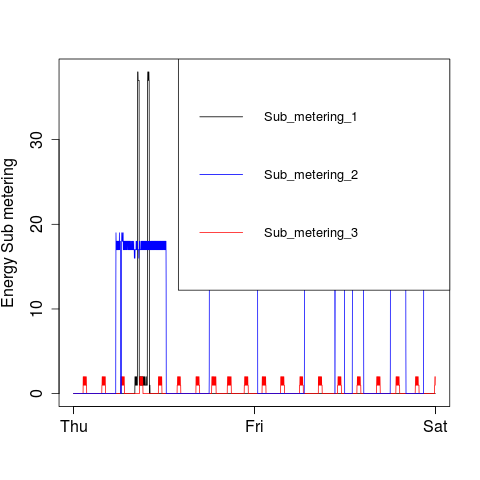 Energy Sub metering
30
20
10
0
Sub_metering_1
Sub_metering_2
Sub_metering_3
Thu
Fri
Sat